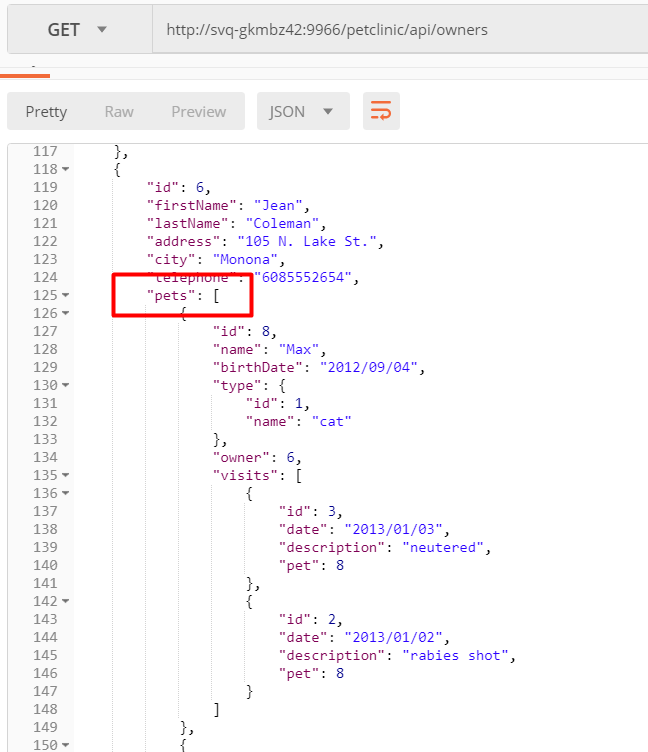 GET http://svq-gkmbz42:9966/petclinic/api/owners
Pretty Raw Preview JSON
117 },
118 {
119 "id": 6,
120 "firstName": "Jean",
121 "lastName": "Coleman",
122 "address": "105 N. Lake St.",
123 "city": "Monona",
124 "telephone": "6085552654",
125 "pets": [
126 {
127 "id": 8,
128 "name": "Max",
129 "birthDate": "2012/09/04",
130 "type": {
131 "id": 1,
132 "name": "cat"
133 },
134 "owner": 6,
135 "visits": [
136 {
137 "id": 3,
138 "date": "2013/01/03",
139 "description": "neutered",
140 "pet": 8
141 },
142 {
143 "id": 2,
144 "date": "2013/01/02",
145 "description": "rabies shot",
146 "pet": 8
147 }
148 ]
149 },
150 {